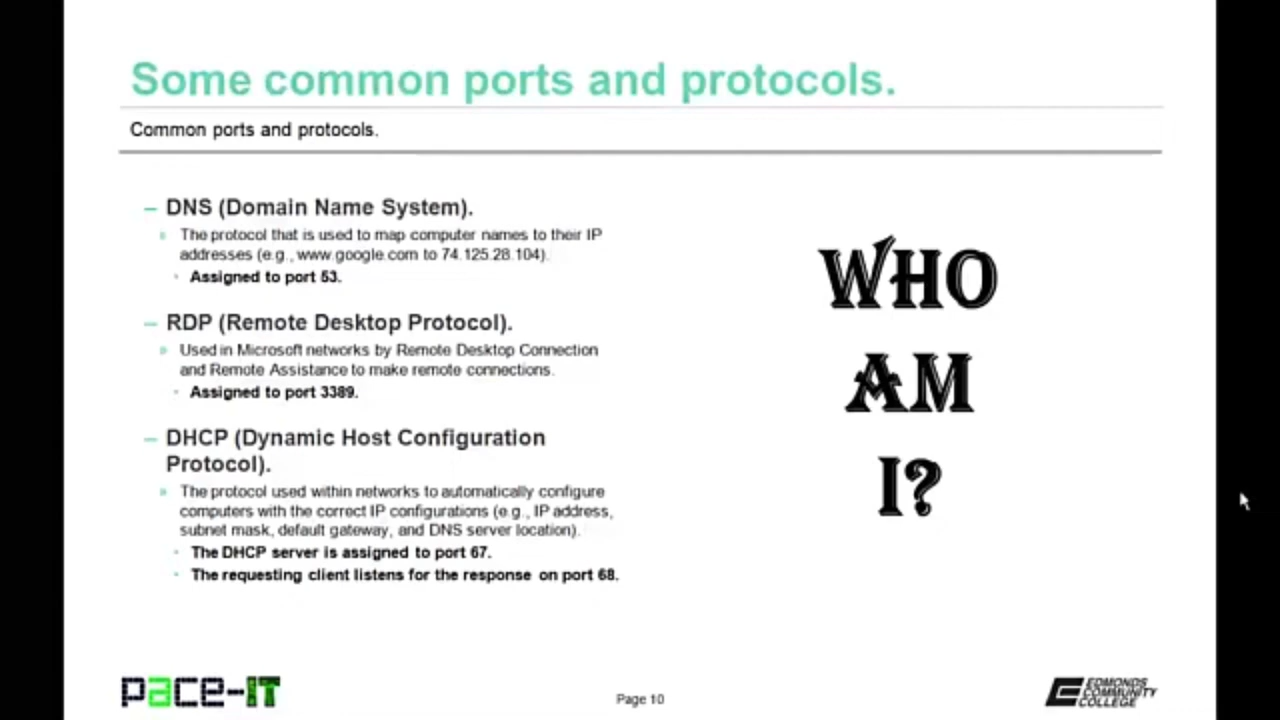 Some common ports and protocols.
Common ports and protocols.
– DNS (Domain Name System).
» The protocol that is used to map computer names to their IP
addresses (e.g., www.google.com to 74.125.28.104).
· Assigned to port 53.
– RDP (Remote Desktop Protocol).
» Used in Microsoft networks by Remote Desktop Connection
and Remote Assistance to make remote connections.
· Assigned to port 3389.
– DHCP (Dynamic Host Configuration
Protocol).
» The protocol used within networks to automatically configure
computers with the correct IP configurations (e.g., IP address,
subnet mask, default gateway, and DNS server location).
· The DHCP server is assigned to port 67.
· The requesting client listens for the response on port 68.
WHO
AM
I?
pace-IT
Page 10
EDMONDS
COMMUNITY
COLLEGE